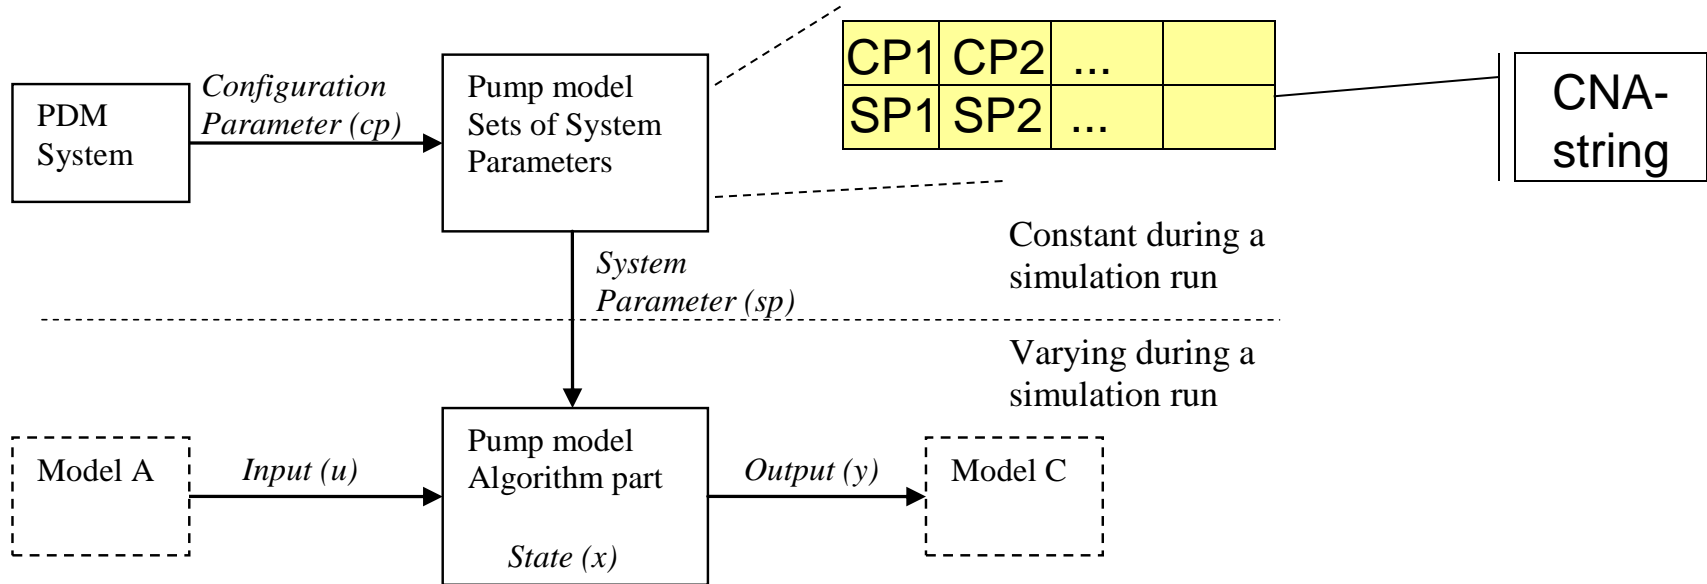 PDM
System
Configuration
Parameter (cp)
Pump model
Sets of System
Parameters
CP1 CP2 ...
SP1 SP2 ...
CNA-
string
System
Parameter (sp)
Constant during a
simulation run
Varying during a
simulation run
Model A
Input (u)
Pump model
Algorithm part
State (x)
Output (y)
Model C